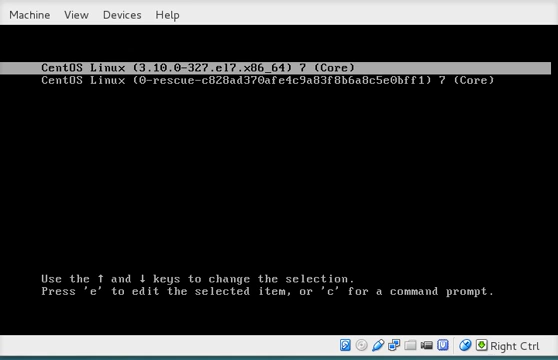 Machine View Devices Help
CentOS Linux (3.10.0-327.el7.x86_64) 7 (Core)
CentOS Linux (0-rescue-c828ad370afe4c9a83f8b6a8c5e0bff1) 7 (Core)
Use the ↑ and ↓ keys to change the selection.
Press 'e' to edit the selected item, or 'c' for a command prompt.
Right Ctrl